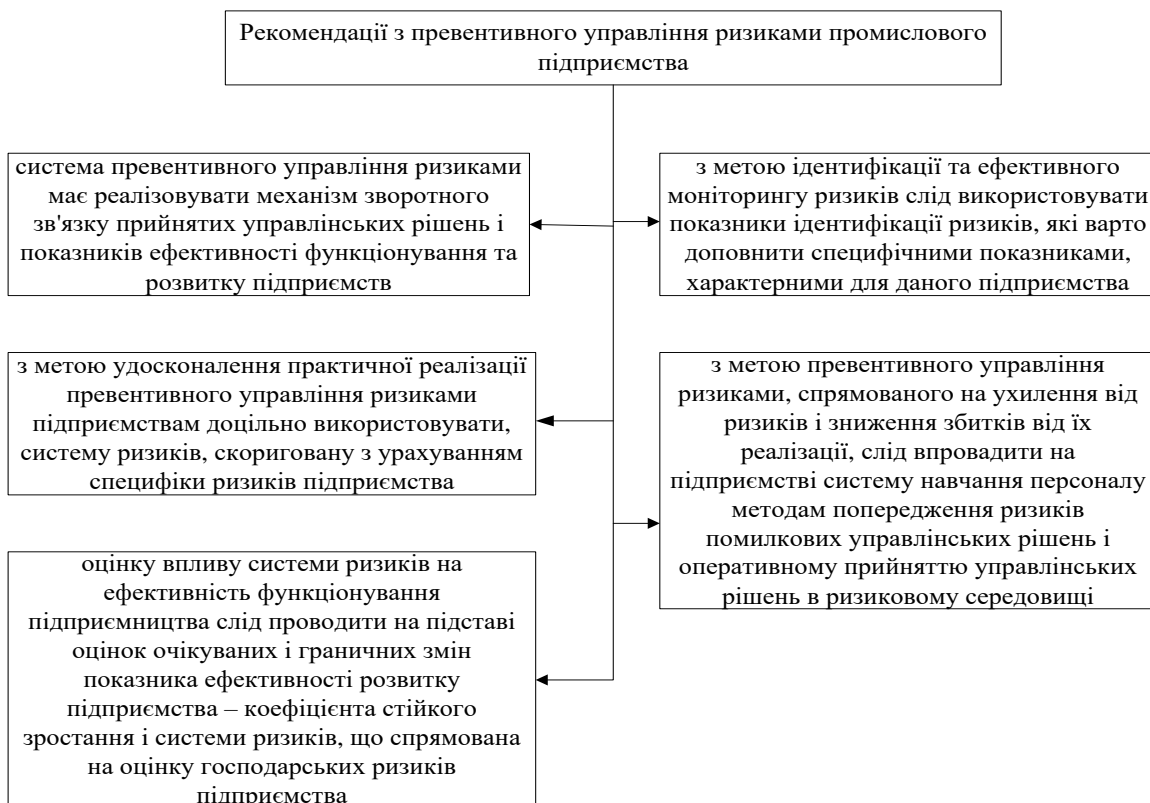 Рекомендації з превентивного управління ризиками промислового
підприємства
система превентивного управління ризиками
має реалізовувати механізм зворотного
зв'язку прийнятих управлінських рішень і
показників ефективності функціонування та
розвитку підприємств
з метою ідентифікації та ефективного
моніторингу ризиків слід використовувати
показники ідентифікації ризиків, які варто
доповнити специфічними показниками,
характерними для даного підприємства
з метою удосконалення практичної реалізації
превентивного управління ризиками
підприємствам доцільно використовувати,
систему ризиків, скориговану з урахуванням
специфіки ризиків підприємства
з метою превентивного управління
ризиками, спрямованого на ухилення від
ризиків і зниження збитків від їх
реалізації, слід впровадити на
підприємстві систему навчання персоналу
методам попередження ризиків
помилкових управлінських рішень і
оперативному прийняттю управлінських
рішень в ризиковому середовищі
оцінку впливу системи ризиків на
ефективність функціонування
підприємництва слід проводити на підставі
оцінок очікуваних і граничних змін
показника ефективності розвитку
підприємства – коефіцієнта стійкого
зростання і системи ризиків, що спрямована
на оцінку господарських ризиків
підприємства